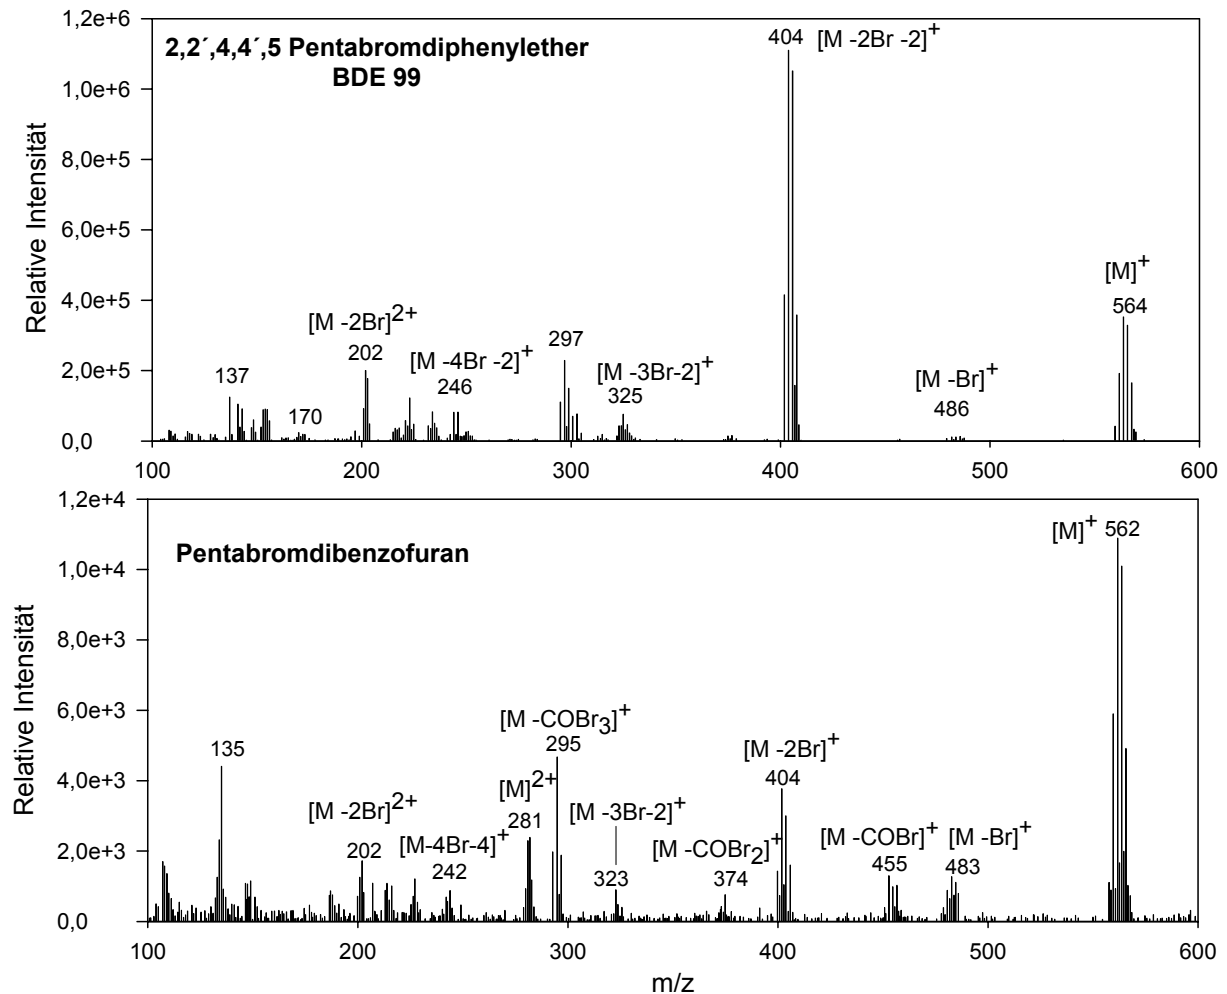 2,2´,4,4´,5 Pentabromdiphenylether
BDE 99
Relative Intensität
1,2e+6
1,0e+6
8,0e+5
6,0e+5
4,0e+5
2,0e+5
0,0
137
170
[M -2Br]2+
202
[M -4Br -2]+
246
297
[M -3Br-2]+
325
404 [M -2Br -2]+
[M -Br]+
486
[M]+
564
100 200 300 400 500 600
Pentabromdibenzofuran
Relative Intensität
1,2e+4
1,0e+4
8,0e+3
6,0e+3
4,0e+3
2,0e+3
0,0
135
[M -2Br]2+
202
[M-4Br-4]+
242
[M]2+
281
[M -COBr3]+
295
[M -3Br-2]+
323
[M -COBr2]+
374
[M -2Br]+
404
[M -COBr]+
455
[M -Br]+
483
[M]+ 562
100 200 300 400 500 600
m/z